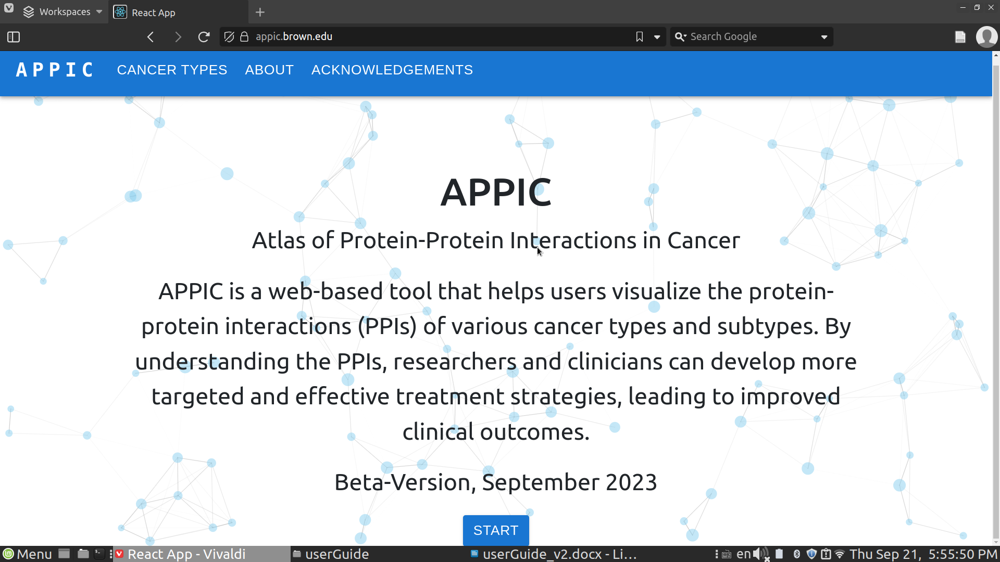 Workspaces
React App
appic.brown.edu
Search Google
APPIC CANCER TYPES ABOUT ACKNOWLEDGEMENTS
APPIC
Atlas of Protein-Protein Interactions in Cancer
APPIC is a web-based tool that helps users visualize the protein-
protein interactions (PPIs) of various cancer types and subtypes. By
understanding the PPIs, researchers and clinicians can develop more
targeted and effective treatment strategies, leading to improved
clinical outcomes.
Beta-Version, September 2023
START
Menu React App - Vivaldi userGuide userGuide_v2.docx - Li... en Thu Sep 21, 5:55:50 PM